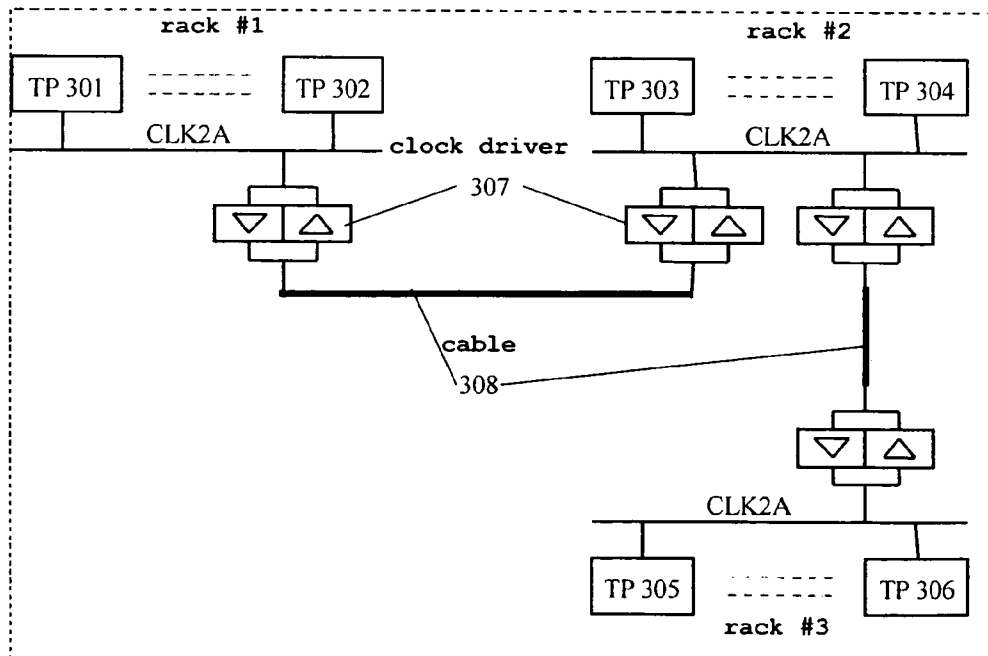 rack #1
rack #2
TP 301
TP 302
TP 303
TP 304
CLK2A
clock driver
CLK2A
307
cable
308
CLK2A
TP 305
TP 306
rack #3